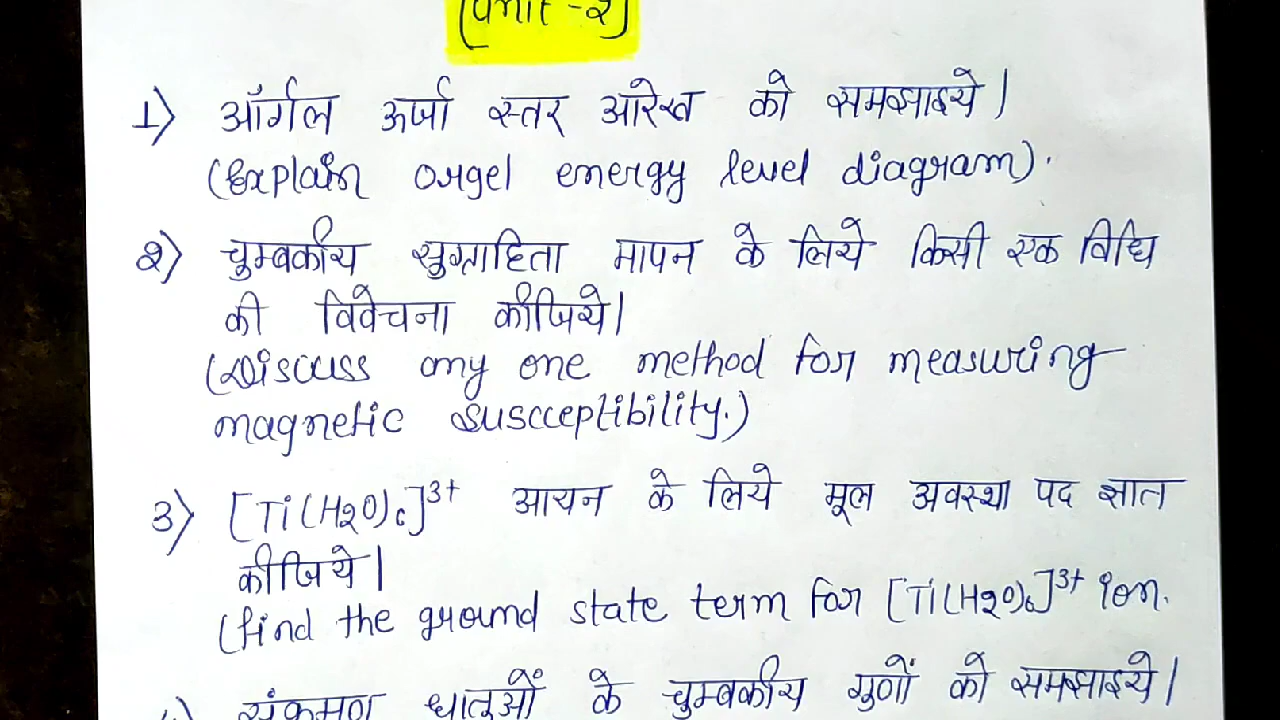 (Unit -2)
1) ऑर्गल ऊर्जा स्तर आरेख को समझाइये।
(Explain orgel energy level diagram).
2) चुम्बकीय सुग्राहिता मापन के लिये किसी एक विधि
की विवेचना कीजिये।
(Discuss any one method for measuring
magnetic susceptibility.)
3) [Ti(H2O)6]3+ आयन के लिये मूल अवस्था पद ज्ञात
कीजिये।
(find the ground state term for [Ti(H2O)6]3+ ion.
संक्रमण धातुओं के चुम्बकीय गुणों को समझाइये।